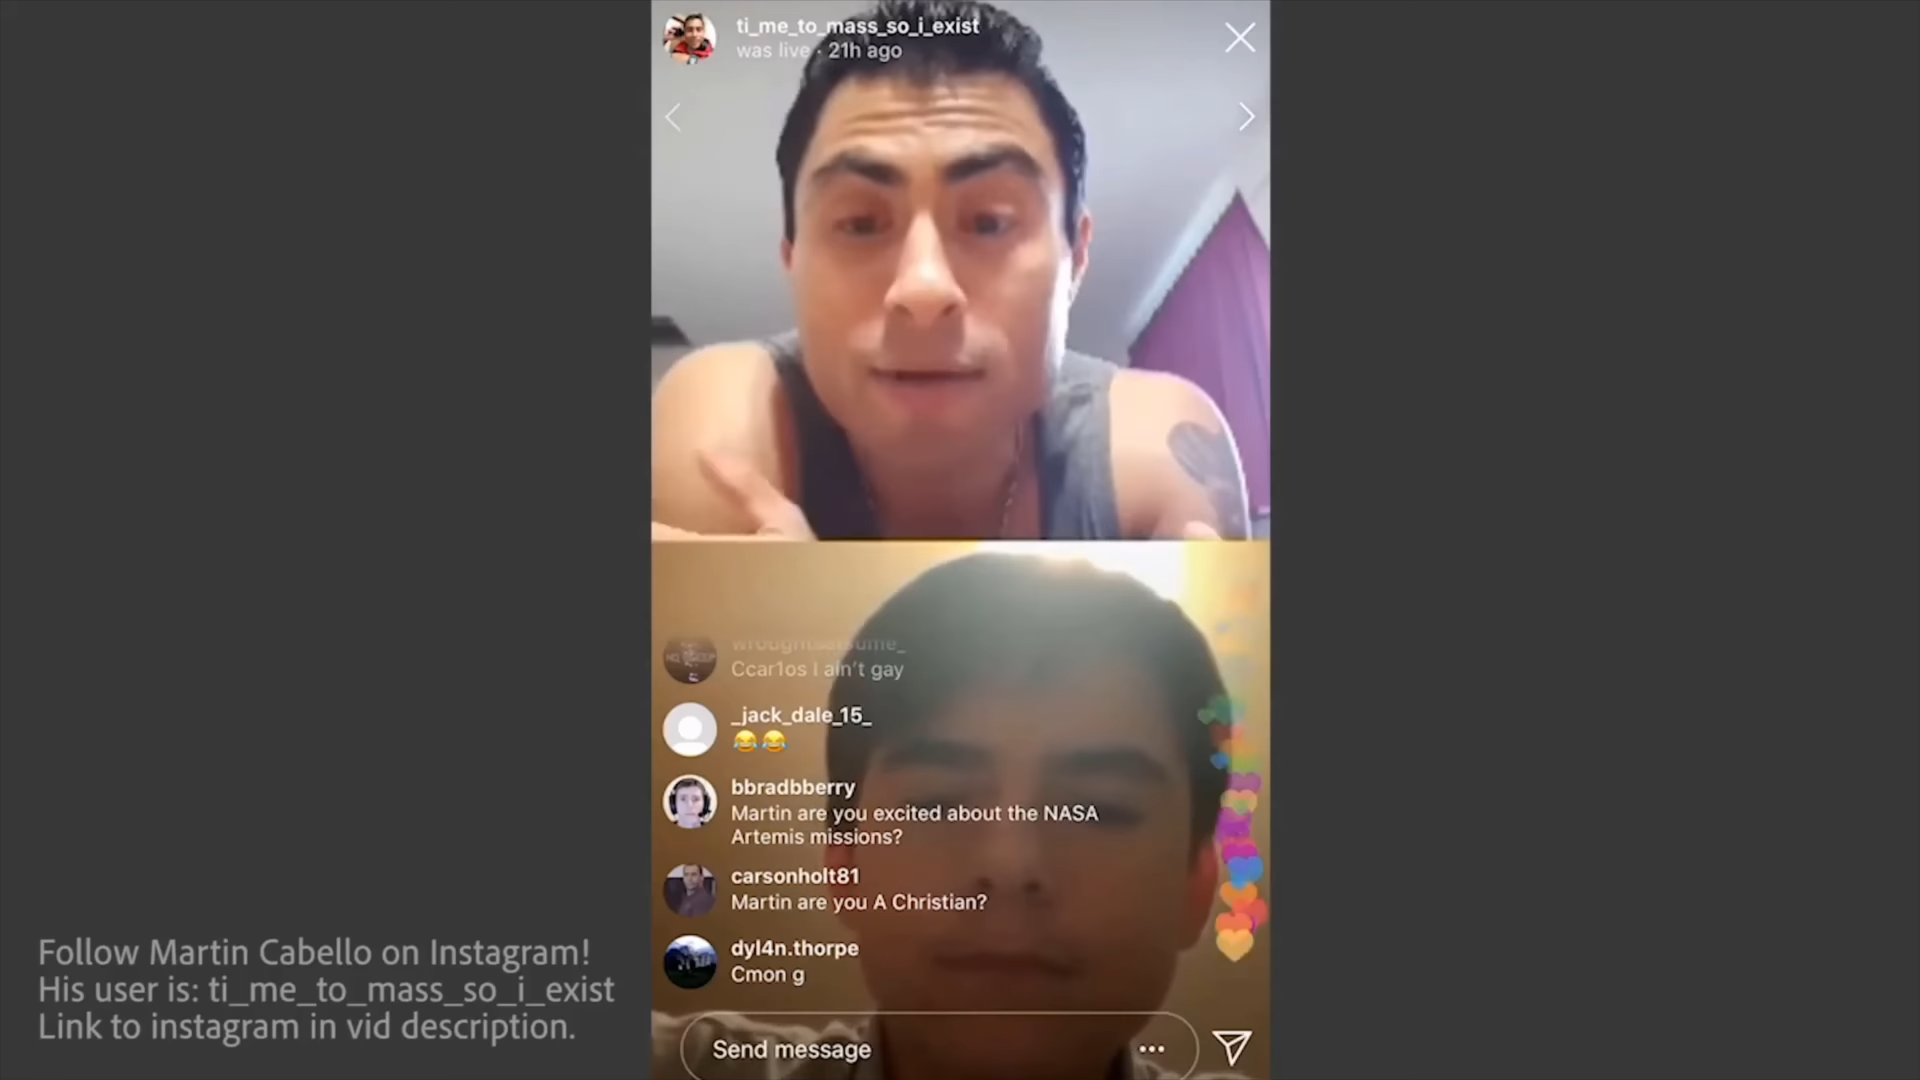 ti_me_to_mass_so_i_exist
was live · 21h ago
Ccar1os I ain't gay
_jack_dale_15_
😂😂
bbradbberry
Martin are you excited about the NASA
Artemis missions?
carsonholt81
Martin are you A Christian?
dyl4n.thorpe
Cmon g
Send message
Follow Martin Cabello on Instagram!
His user is: ti_me_to_mass_so_i_exist
Link to instagram in vid description.